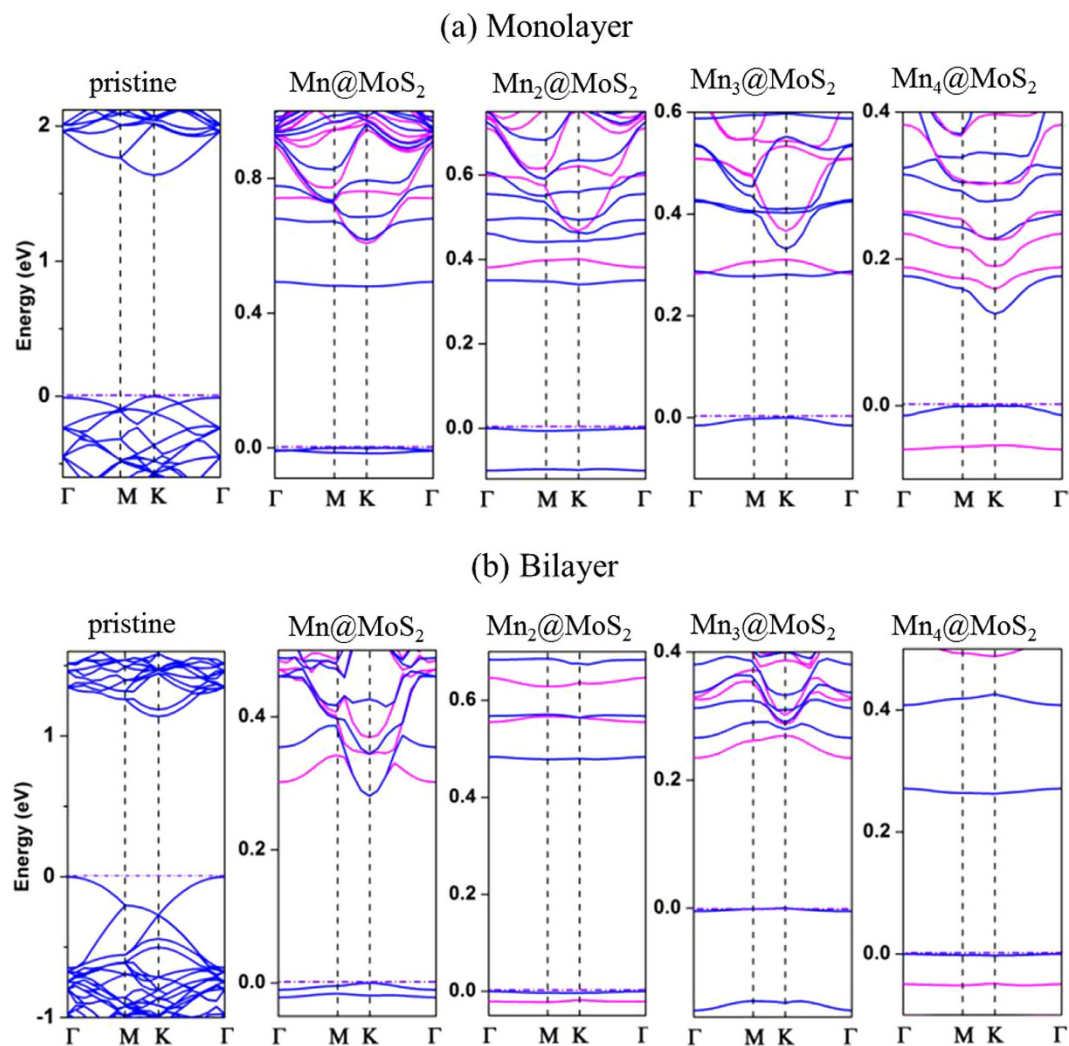 (a) Monolayer
pristine
Mn@MoS₂
Mn₂@MoS₂
Mn₃@MoS₂
Mn₄@MoS₂
Energy (eV)
2
1
0
0.8
0.4
0.0
0.6
0.4
0.2
0.0
0.6
0.4
0.2
0.0
0.4
0.2
0.0
Γ M K Γ
Γ M K Γ
Γ M K Γ
Γ M K Γ
Γ M K Γ
(b) Bilayer
pristine
Mn@MoS₂
Mn₂@MoS₂
Mn₃@MoS₂
Mn₄@MoS₂
Energy (eV)
1
0
-1
0.4
0.2
0.0
0.6
0.4
0.2
0.0
0.4
0.2
0.0
0.4
0.2
0.0
Γ M K Γ
Γ M K Γ
Γ M K Γ
Γ M K Γ
Γ M K Γ